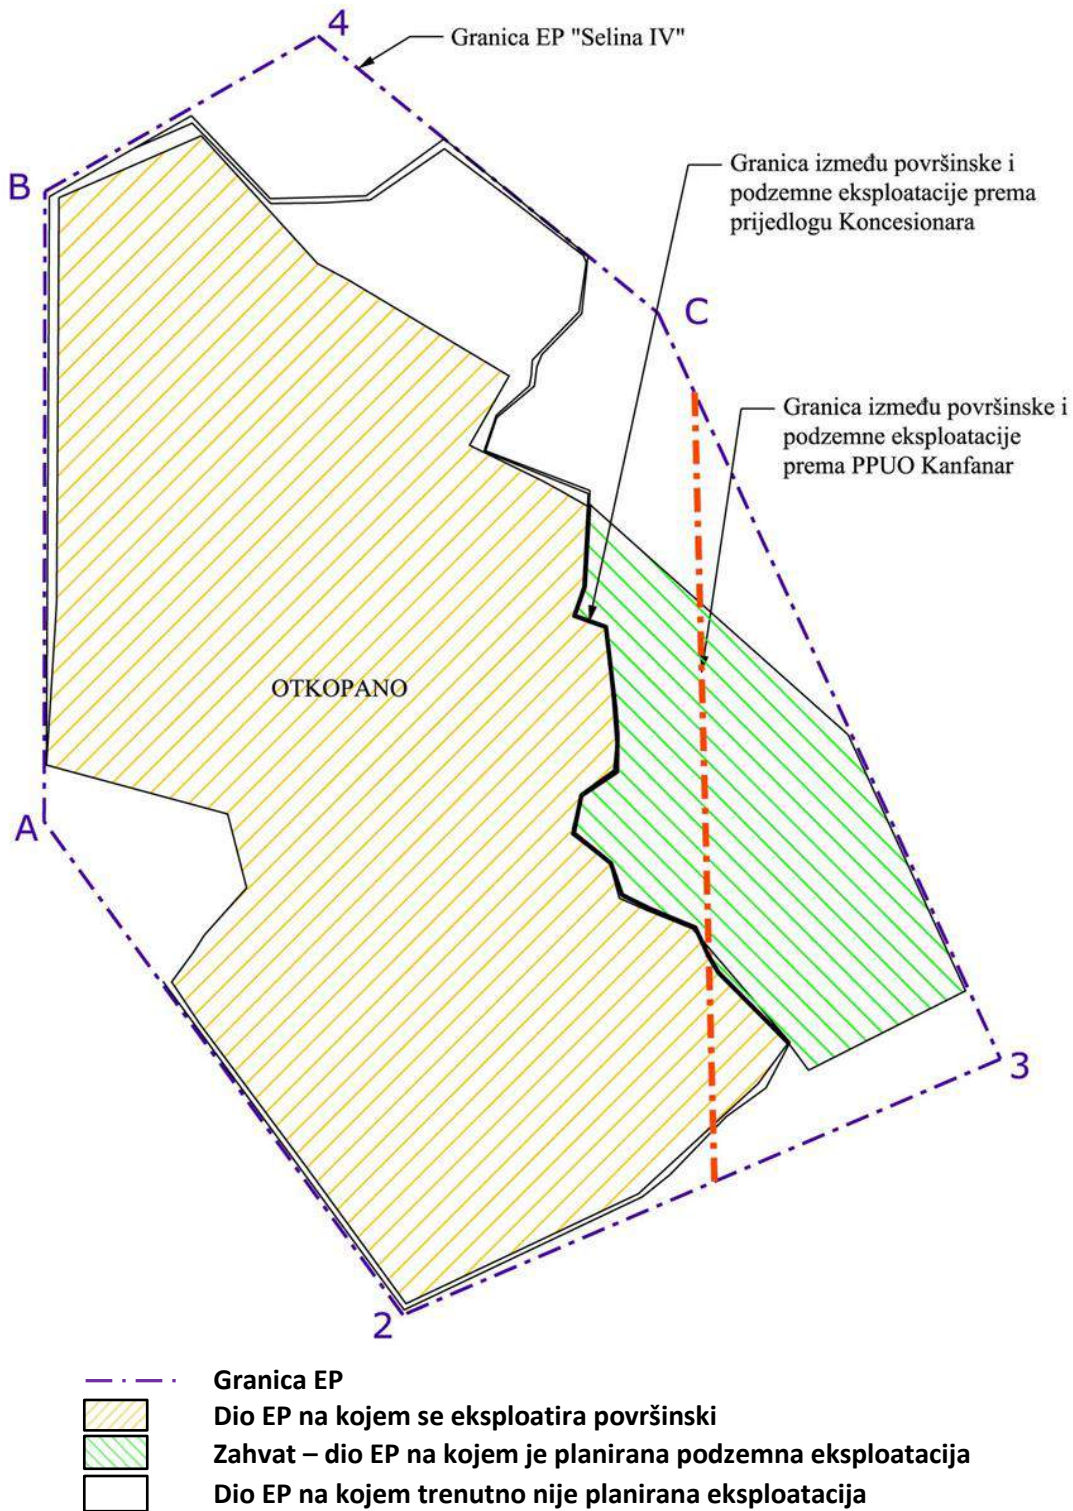 4
Granica EP "Selina IV"
B
Granica između površinske i
podzemne eksploatacije prema
prijedlogu Koncesionara
C
Granica između površinske i
podzemne eksploatacije
prema PPUO Kanfanar
OTKOPANO
A
3
2
Granica EP
Dio EP na kojem se eksploatira površinski
Zahvat – dio EP na kojem je planirana podzemna eksploatacija
Dio EP na kojem trenutno nije planirana eksploatacija